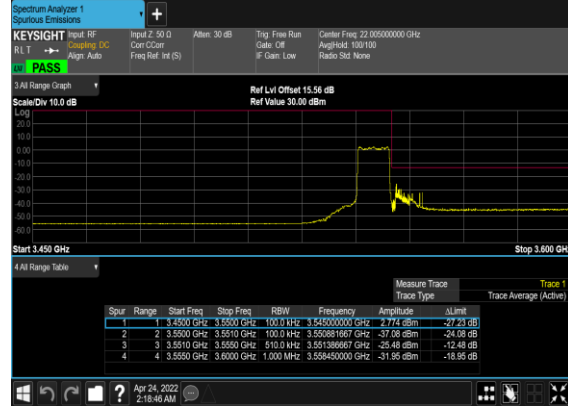 Spectrum Analyzer 1
Spurious Emissions
+
KEYSIGHT Input: RF Input Z: 50 Ω Atten: 30 dB Trig: Free Run Center Freq: 22.005000000 GHz
RLT Coupling: DC Corr CCorr Gate: Off Avg|Hold: 100/100
Align: Auto Freq Ref: Int (S) IF Gain: Low Radio Std: None
PASS
3 All Range Graph
Ref Lvl Offset 15.56 dB
Scale/Div 10.0 dB Ref Value 30.00 dBm
Log
20.0
10.0
0.00
-10.0
-20.0
-30.0
-40.0
-50.0
-60.0
Start 3.450 GHz Stop 3.600 GH
4 All Range Table
Measure Trace Trace 1
Trace Type Trace Average (Active)
Spur Range Start Freq Stop Freq RBW Frequency Amplitude ΔLimit
1 1 3.4500 GHz 3.5500 GHz 100.0 kHz 3.545000000 GHz 2.774 dBm -27.23 dB
2 2 3.5500 GHz 3.5510 GHz 100.0 kHz 3.550881667 GHz -37.08 dBm -24.08 dB
3 3 3.5510 GHz 3.5550 GHz 510.0 kHz 3.551386667 GHz -25.48 dBm -12.48 dB
4 4 3.5550 GHz 3.6000 GHz 1.000 MHz 3.558450000 GHz -31.95 dBm -18.95 dB
? Apr 24, 2022
2:18:46 AM